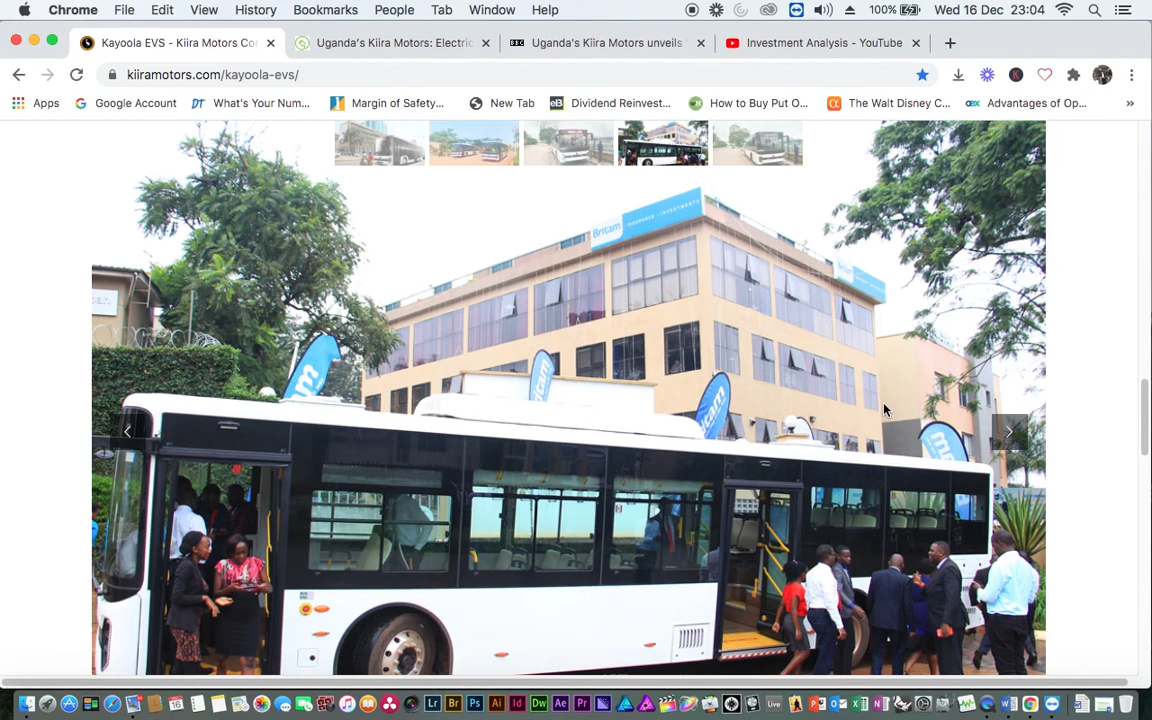 Chrome File Edit View History Bookmarks People Tab Window Help 100% Wed 16 Dec 23:04
Kayoola EVS - Kiira Motors Cor
Uganda's Kiira Motors: Electric
Uganda's Kiira Motors unveils
Investment Analysis - YouTube
kiiramotors.com/kayoola-evs/
Apps
Google Account
What's Your Num...
Margin of Safety...
New Tab
Dividend Reinvest...
How to Buy Put O...
The Walt Disney C...
Advantages of Op...
Britam INSURANCE • INVESTMENTS